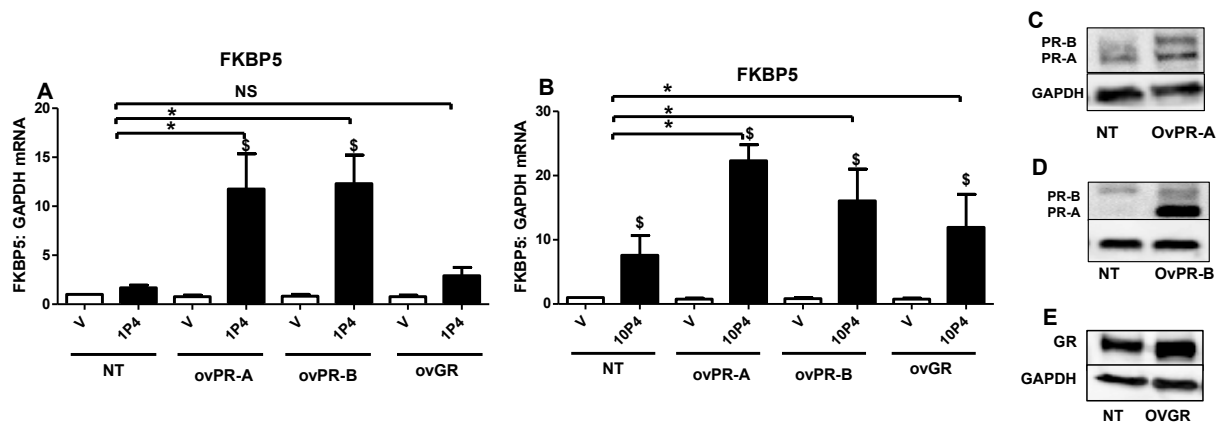 A
FKBP5
NS
*
*
$
$
FKBP5: GAPDH mRNA
20
15
10
5
0
V
1P4
V
1P4
V
1P4
V
1P4
NT
ovPR-A
ovPR-B
ovGR
B
FKBP5
*
*
*
$
$
$
$
FKBP5: GAPDH mRNA
30
20
10
0
V
10P4
V
10P4
V
10P4
V
10P4
NT
ovPR-A
ovPR-B
ovGR
C
PR-B
PR-A
GAPDH
NT OvPR-A
D
PR-B
PR-A
NT OvPR-B
E
GR
GAPDH
NT OVGR